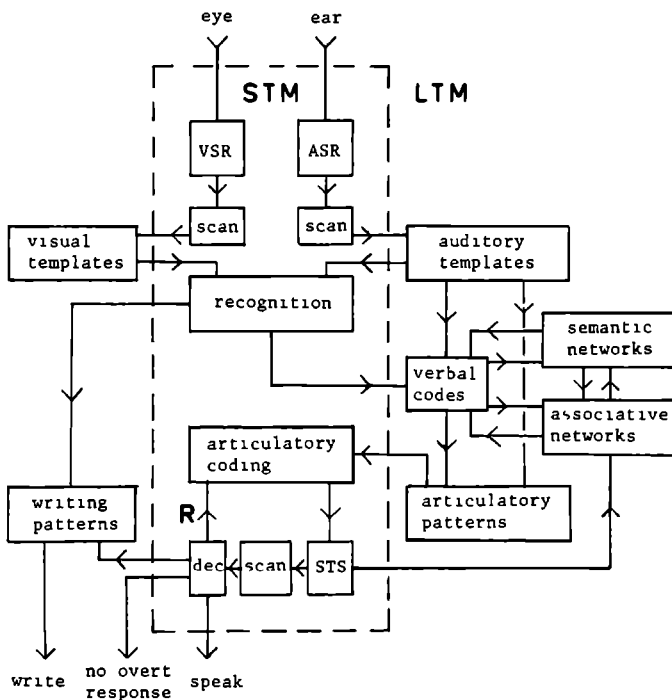 eye ear
STM LTM
VSR ASR
scan scan
visual
templates
auditory
templates
recognition
semantic
networks
verbal
codes
associative
networks
articulatory
coding
writing
patterns
articulatory
patterns
R
dec scan STS
write no overt
response speak